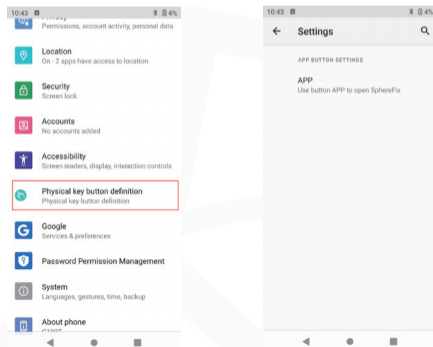 10:43 4%
Permissions, account activity, personal data
Location
On - 2 apps have access to location
Security
Screen lock
Accounts
No accounts added
Accessibility
Screen readers, display, interaction controls
Physical key button definition
Physical key button definition
Google
Services & preferences
Password Permission Management
System
Languages, gestures, time, backup
About phone
10:43 4%
Settings
APP BUTTON SETTINGS
APP
Use button APP to open SphereFix